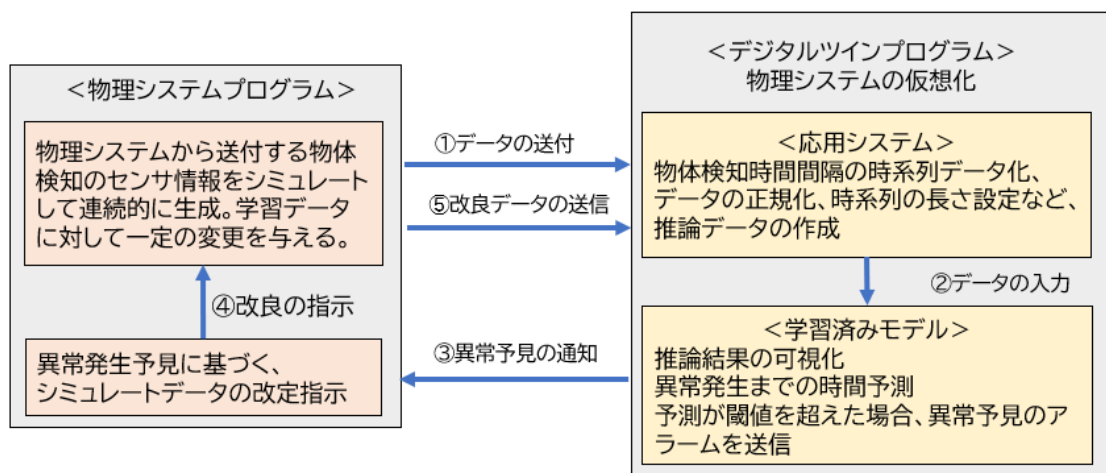 ＜物理システムプログラム＞
物理システムから送付する物体
検知のセンサ情報をシミュレート
して連続的に生成。学習データ
に対して一定の変更を与える。
④改良の指示
異常発生予見に基づく、
シミュレートデータの改定指示
①データの送付
⑤改良データの送信
③異常予見の通知
＜デジタルツインプログラム＞
物理システムの仮想化
＜応用システム＞
物体検知時間間隔の時系列データ化、
データの正規化、時系列の長さ設定など、
推論データの作成
②データの入力
＜学習済みモデル＞
推論結果の可視化
異常発生までの時間予測
予測が閾値を超えた場合、異常予見のア
ラームを送信